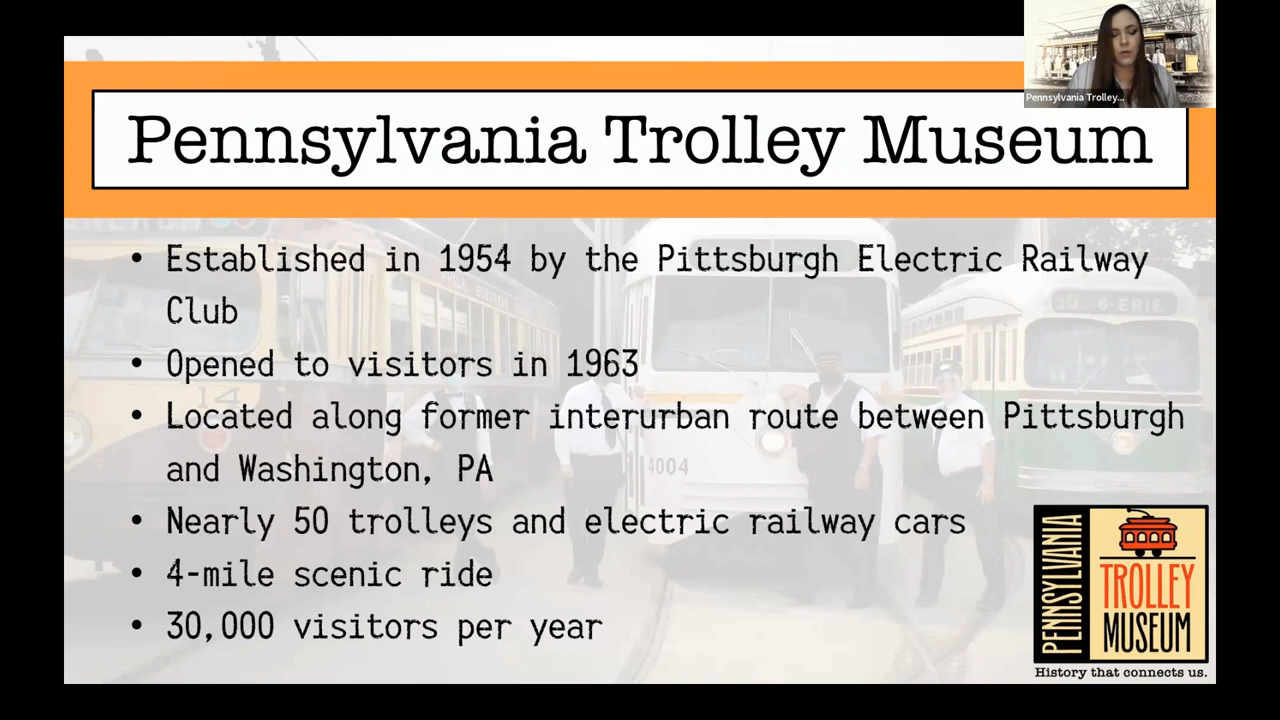 Pennsylvania Trolley...
Pennsylvania Trolley Museum
• Established in 1954 by the Pittsburgh Electric Railway
Club
• Opened to visitors in 1963
• Located along former interurban route between Pittsburgh
and Washington, PA
• Nearly 50 trolleys and electric railway cars
• 4-mile scenic ride
• 30,000 visitors per year
14
4004
6-ERIE
PENNSYLVANIA
TROLLEY
MUSEUM
History that connects us.